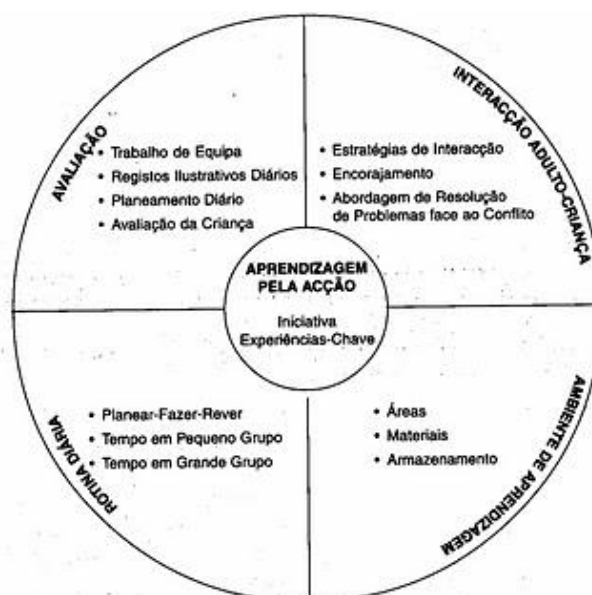 AVALIAÇÃO
• Trabalho de Equipa
• Registos Ilustrativos Diários
• Planeamento Diário
• Avaliação da Criança
INTERACÇÃO ADULTO-CRIANÇA
• Estratégias de Interacção
• Encorajamento
• Abordagem de Resolução
de Problemas face ao Conflito
APRENDIZAGEM
PELA ACÇÃO
Iniciativa
Experiências-Chave
ROTINA DIÁRIA
• Planear-Fazer-Rever
• Tempo em Pequeno Grupo
• Tempo em Grande Grupo
AMBIENTE DE APRENDIZAGEM
• Áreas
• Materiais
• Armazenamento